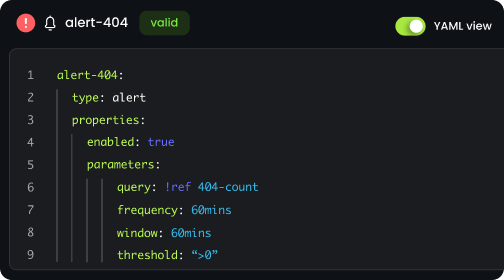 ! alert-404 valid YAML view
1 alert-404:
2 type: alert
3 properties:
4 enabled: true
5 parameters:
6 query: !ref 404-count
7 frequency: 60mins
8 window: 60mins
9 threshold: “>0”